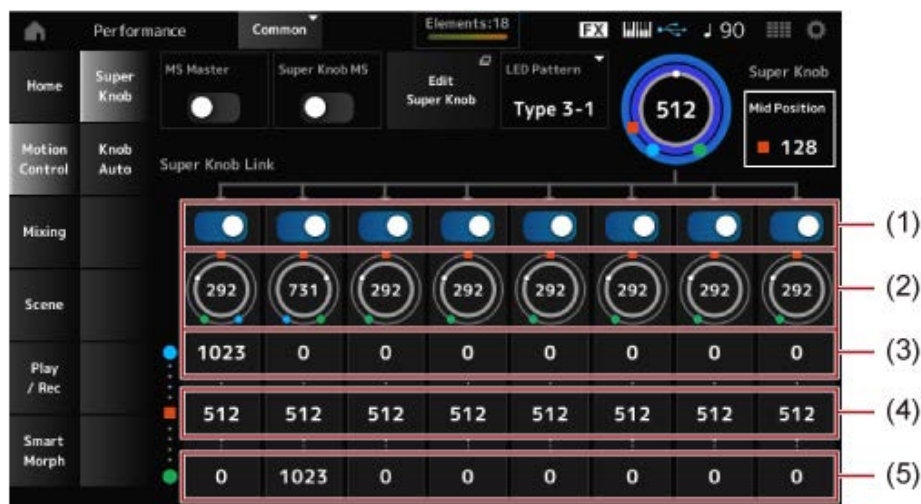 Performance Common Elements:18 FX ♩ 90
Home Super Knob MS Master Super Knob MS Edit Super Knob LED Pattern Type 3-1 512 Super Knob Mid Position 128
Motion Control Knob Auto Super Knob Link
Mixing (1)
Scene 292 731 292 292 292 292 292 292 (2)
Play / Rec 1023 0 0 0 0 0 0 0 (3)
512 512 512 512 512 512 512 512 (4)
Smart Morph 0 1023 0 0 0 0 0 0 (5)